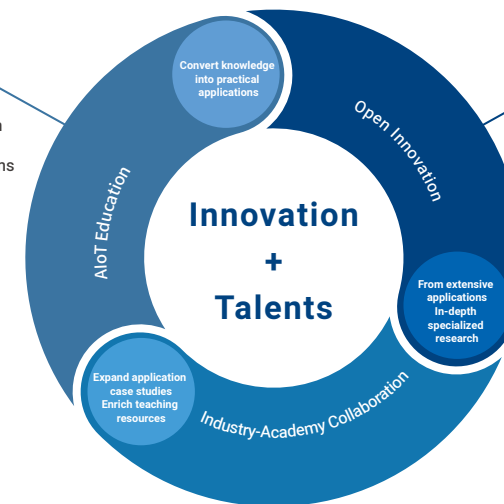 Convert knowledge
into practical
applications
Open Innovation
AIoT Education
Innovation
+
Talents
From extensive
applications
In-depth
specialized
research
Expand application
case studies
Enrich teaching
resources
Industry-Academy Collaboration